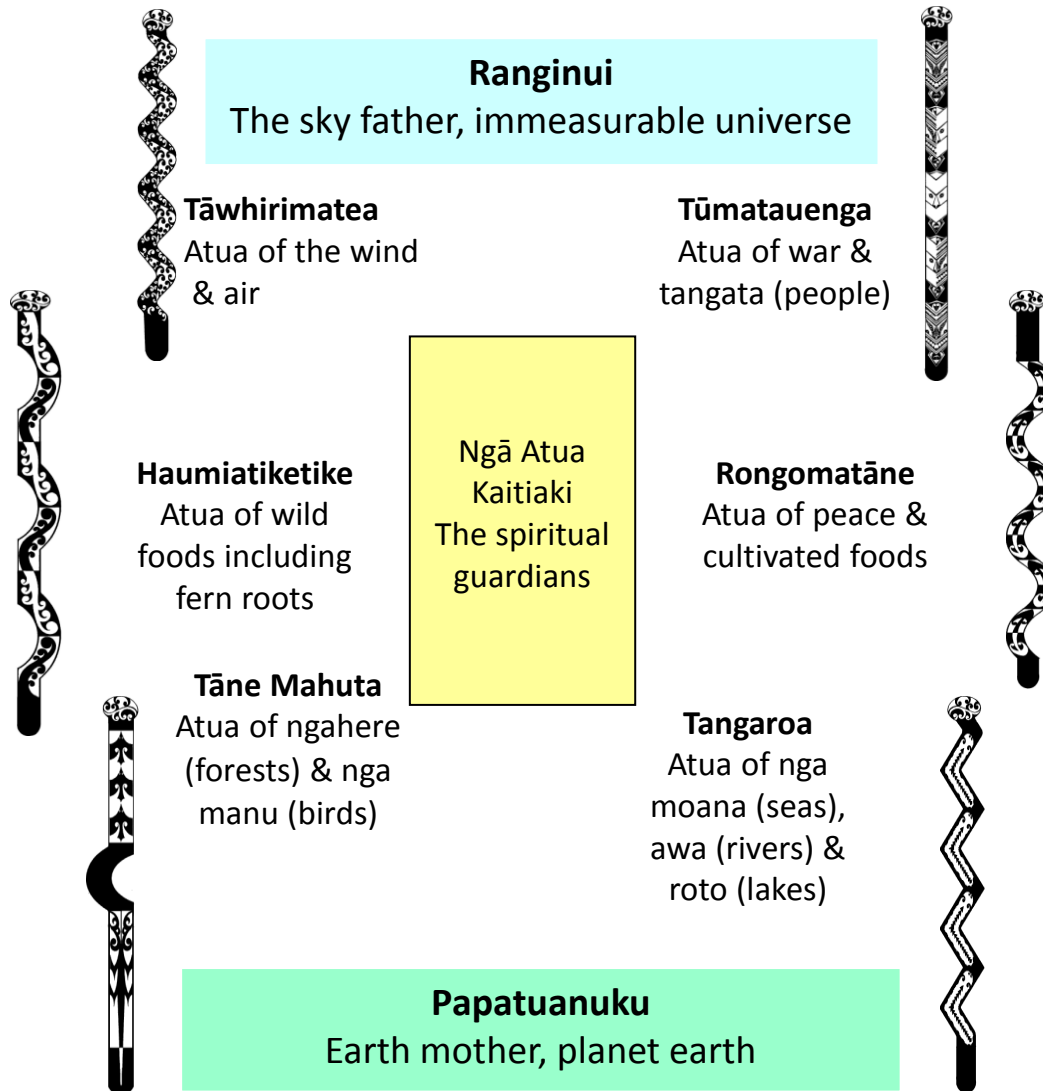 Ranginui
The sky father, immeasurable universe
Tāwhirimatea
Atua of the wind
& air
Tūmatauenga
Atua of war &
tangata (people)
Haumiatiketike
Atua of wild
foods including
fern roots
Ngā Atua
Kaitiaki
The spiritual
guardians
Rongomatāne
Atua of peace &
cultivated foods
Tāne Mahuta
Atua of ngahere
(forests) & nga
manu (birds)
Tangaroa
Atua of nga
moana (seas),
awa (rivers) &
roto (lakes)
Papatuanuku
Earth mother, planet earth